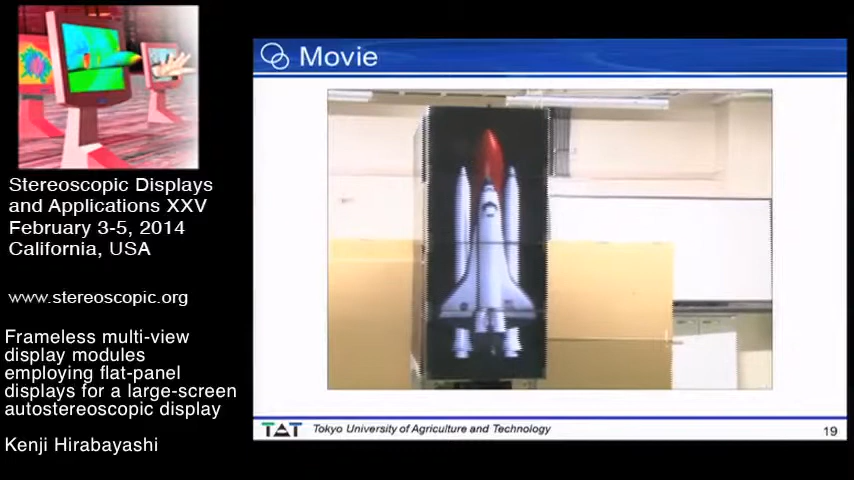 Stereoscopic Displays
and Applications XXV
February 3-5, 2014
California, USA
www.stereoscopic.org
Frameless multi-view
display modules
employing flat-panel
displays for a large-screen
autostereoscopic display
Kenji Hirabayashi
Movie
TAT Tokyo University of Agriculture and Technology
19